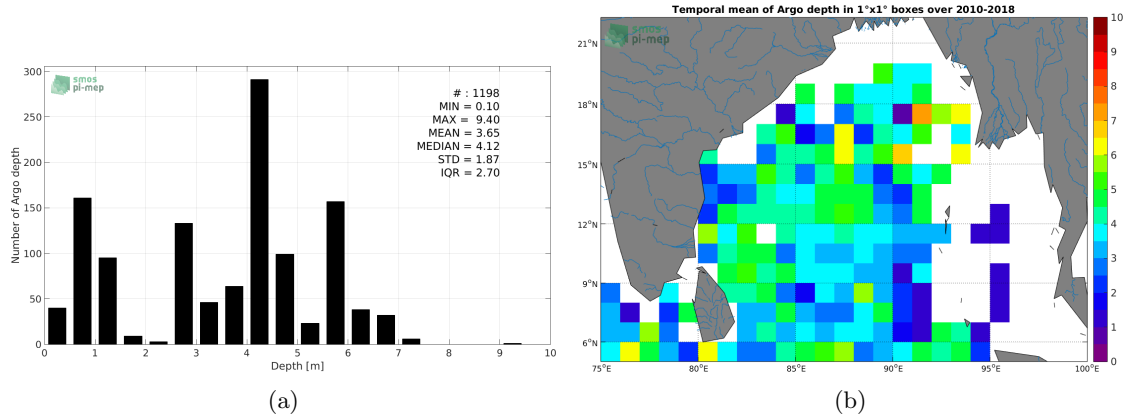 smos
pi-mep
# : 1198
MIN = 0.10
MAX = 9.40
MEAN = 3.65
MEDIAN = 4.12
STD = 1.87
IQR = 2.70
Number of Argo depth
300
250
200
150
100
50
0
0 1 2 3 4 5 6 7 8 9 10
Depth [m]
(a)
Temporal mean of Argo depth in 1°x1° boxes over 2010-2018
smos
pi-mep
21°N
18°N
15°N
12°N
9°N
6°N
75°E 80°E 85°E 90°E 95°E 100°E
10
9
8
7
6
5
4
3
2
1
0
(b)